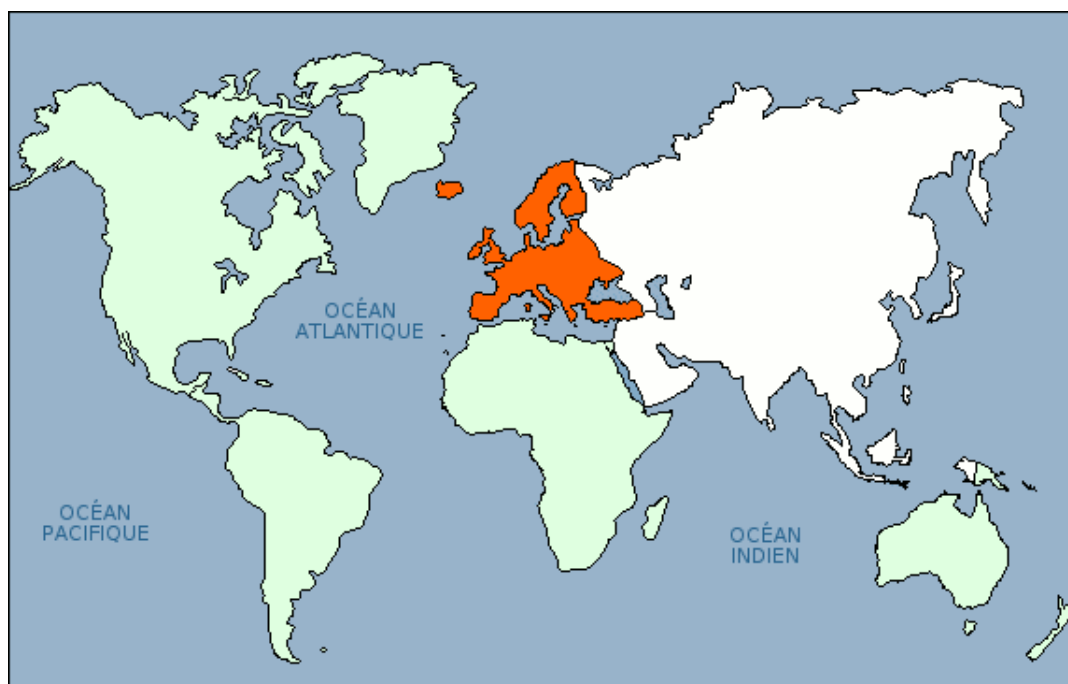 OCÉAN
ATLANTIQUE
OCÉAN
PACIFIQUE
OCÉAN
INDIEN